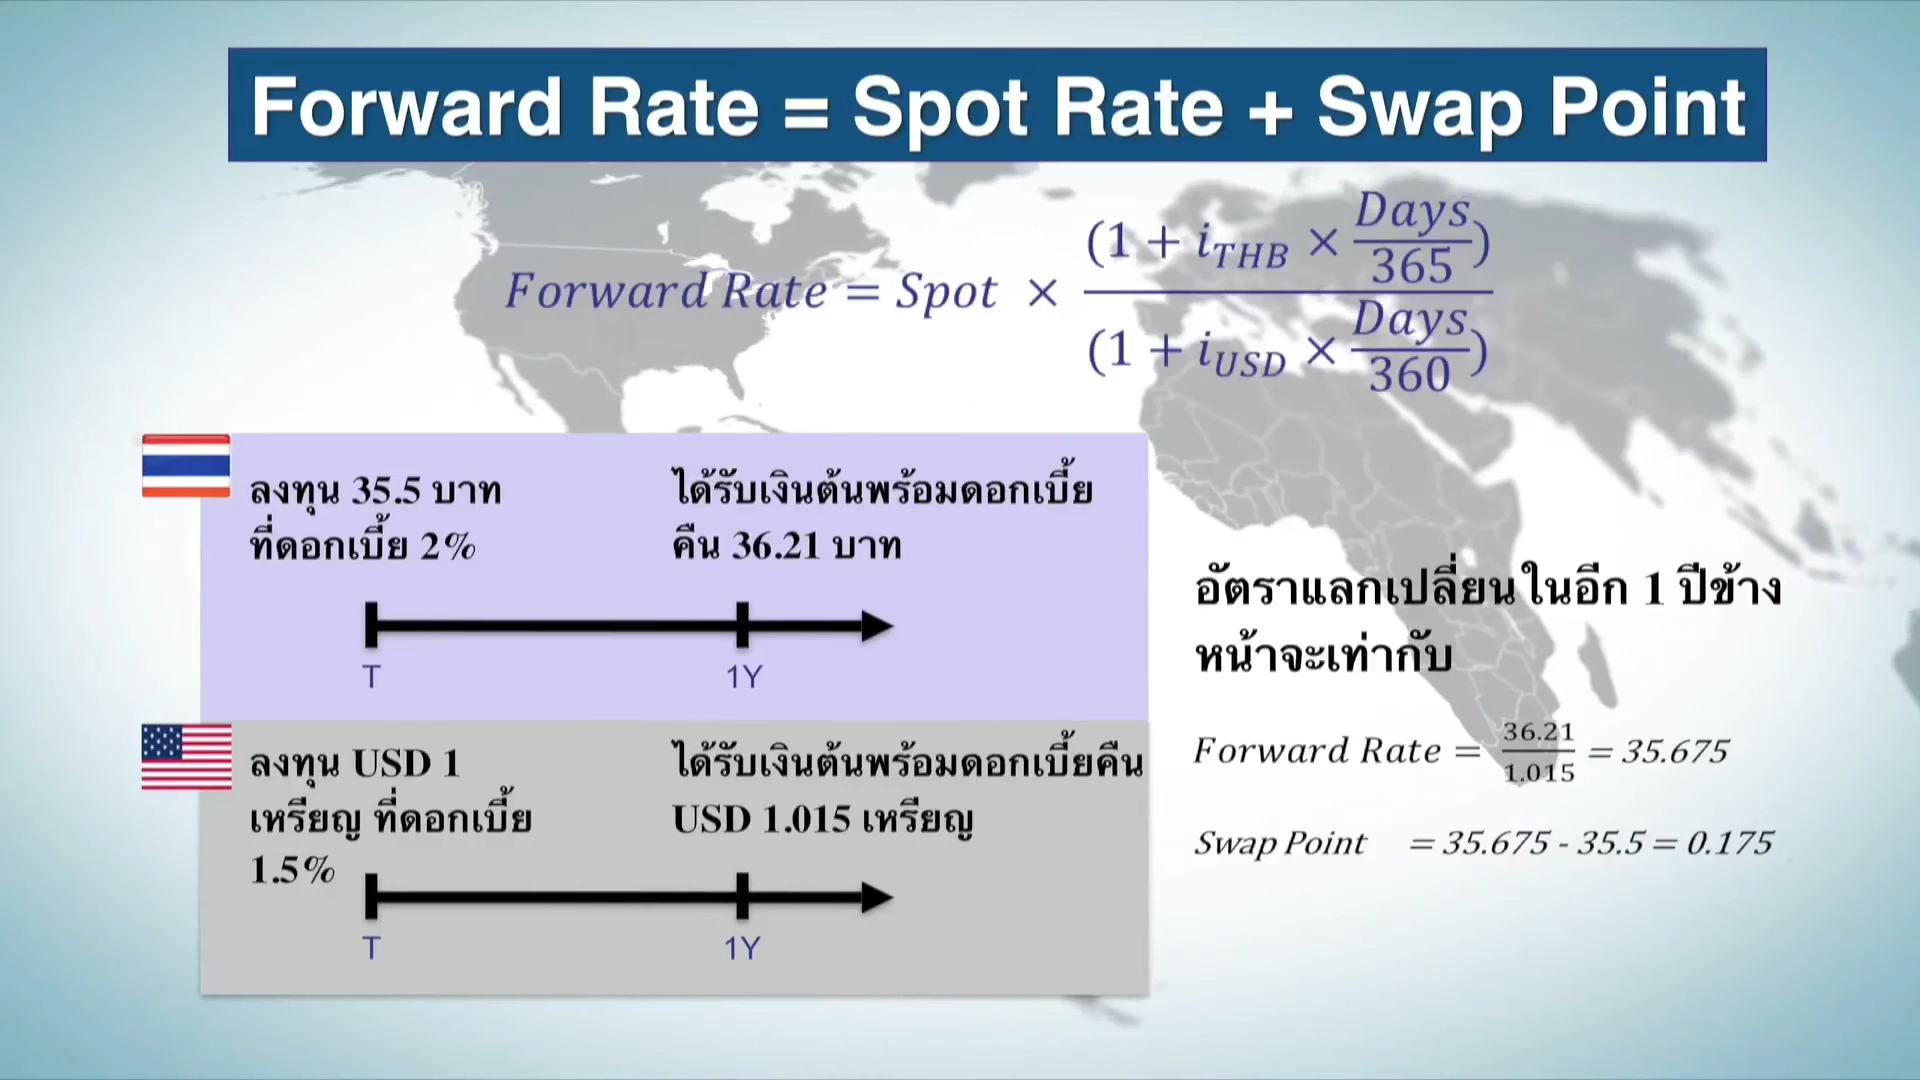 Forward Rate = Spot Rate + Swap Point
Forward Rate = Spot × (1 + i_THB × Days/365) / (1 + i_USD × Days/360)
ลงทุน 35.5 บาท
ที่ดอกเบี้ย 2%
ได้รับเงินต้นพร้อมดอกเบี้ย
คืน 36.21 บาท
T
1Y
ลงทุน USD 1
เหรียญ ที่ดอกเบี้ย
1.5%
ได้รับเงินต้นพร้อมดอกเบี้ยคืน
USD 1.015 เหรียญ
T
1Y
อัตราแลกเปลี่ยนในอีก 1 ปีข้าง
หน้าจะเท่ากับ
Forward Rate = 36.21/1.015 = 35.675
Swap Point = 35.675 - 35.5 = 0.175